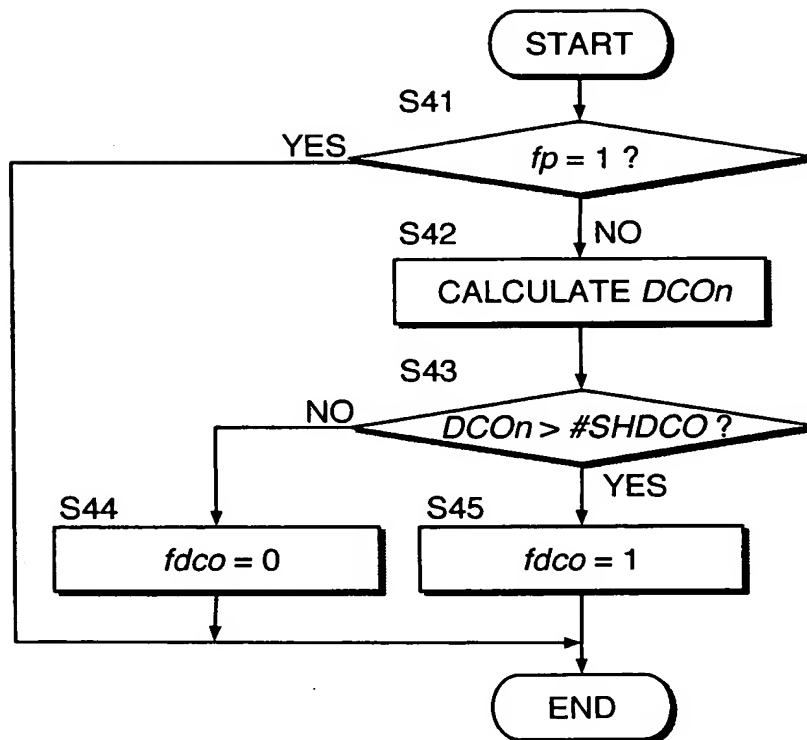 START
S41
YES
fp = 1 ?
S42
NO
CALCULATE DCOn
S43
NO
DCOn > #SHDCO ?
YES
S44
S45
fdco = 0
fdco = 1
END